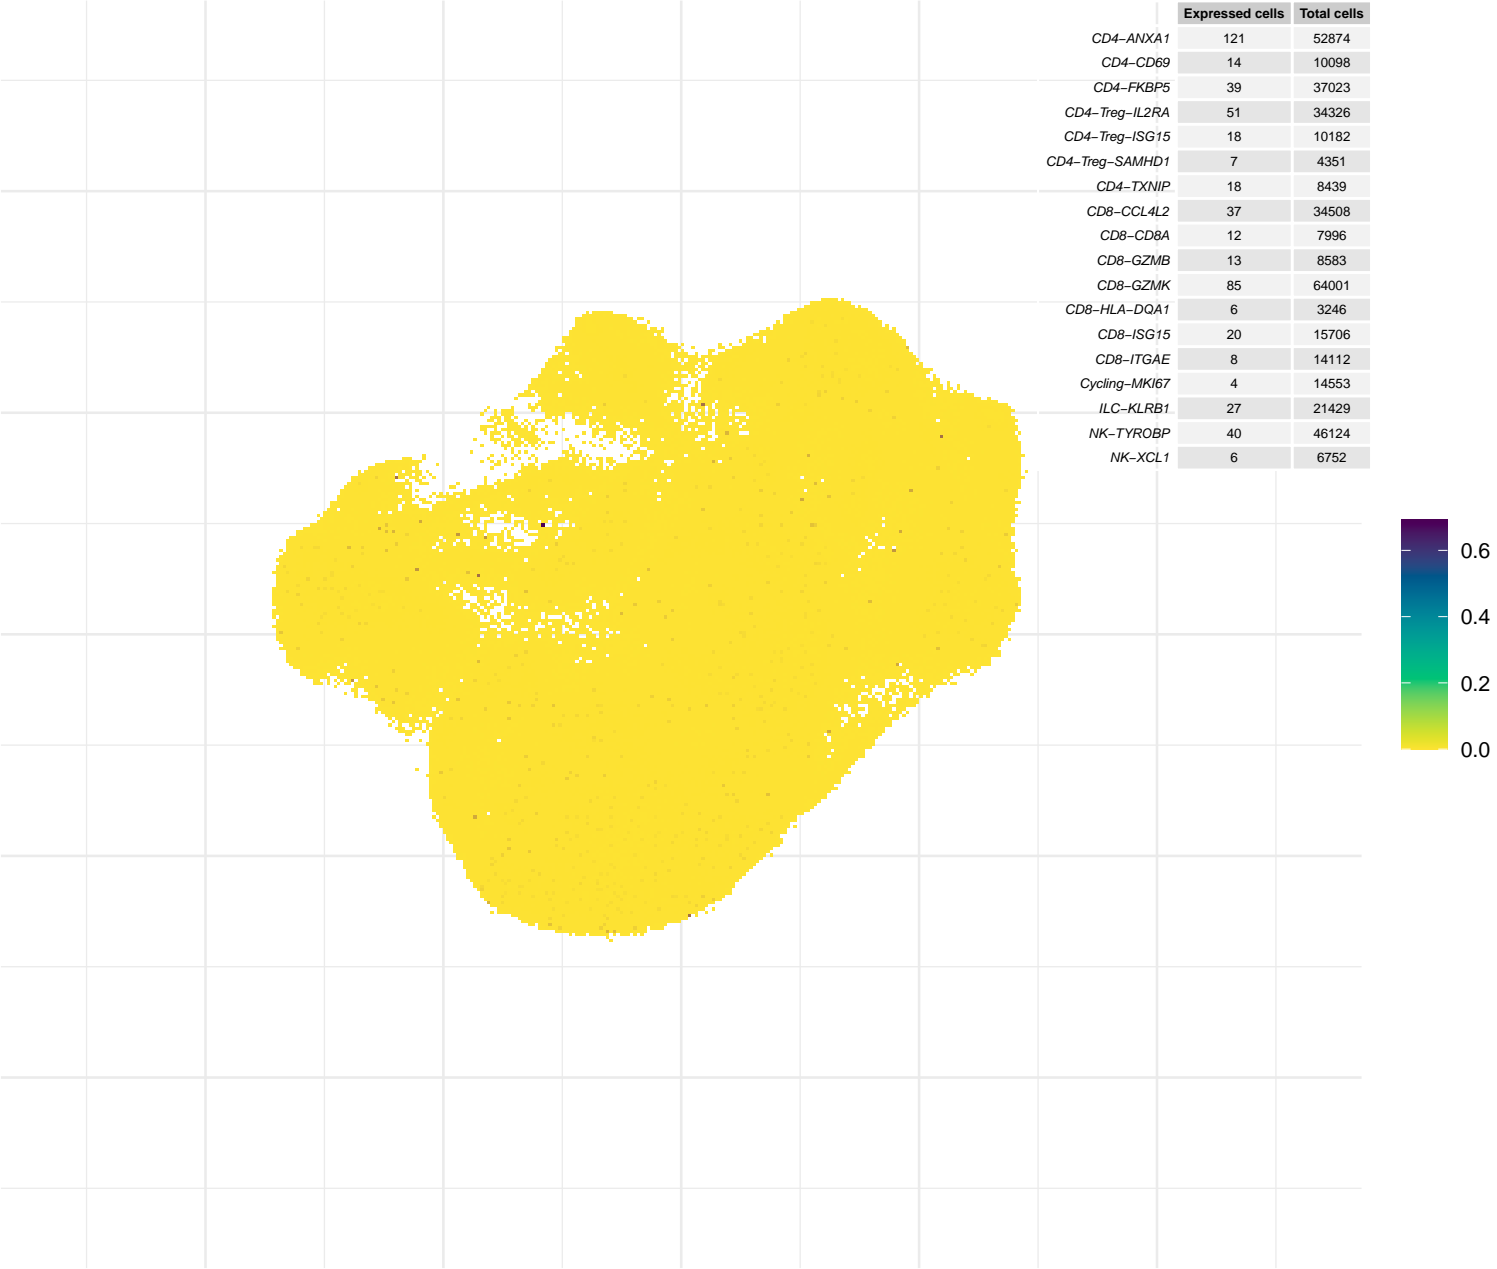 Expressed cells Total cells
CD4−ANXA1 121 52874
CD4−CD69 14 10098
CD4−FKBP5 39 37023
CD4−Treg−IL2RA 51 34326
CD4−Treg−ISG15 18 10182
CD4−Treg−SAMHD1 7 4351
CD4−TXNIP 18 8439
CD8−CCL4L2 37 34508
CD8−CD8A 12 7996
CD8−GZMB 13 8583
CD8−GZMK 85 64001
CD8−HLA−DQA1 6 3246
CD8−ISG15 20 15706
CD8−ITGAE 8 14112
Cycling−MKI67 4 14553
ILC−KLRB1 27 21429
NK−TYROBP 40 46124
NK−XCL1 6 6752
0.6
0.4
0.2
0.0